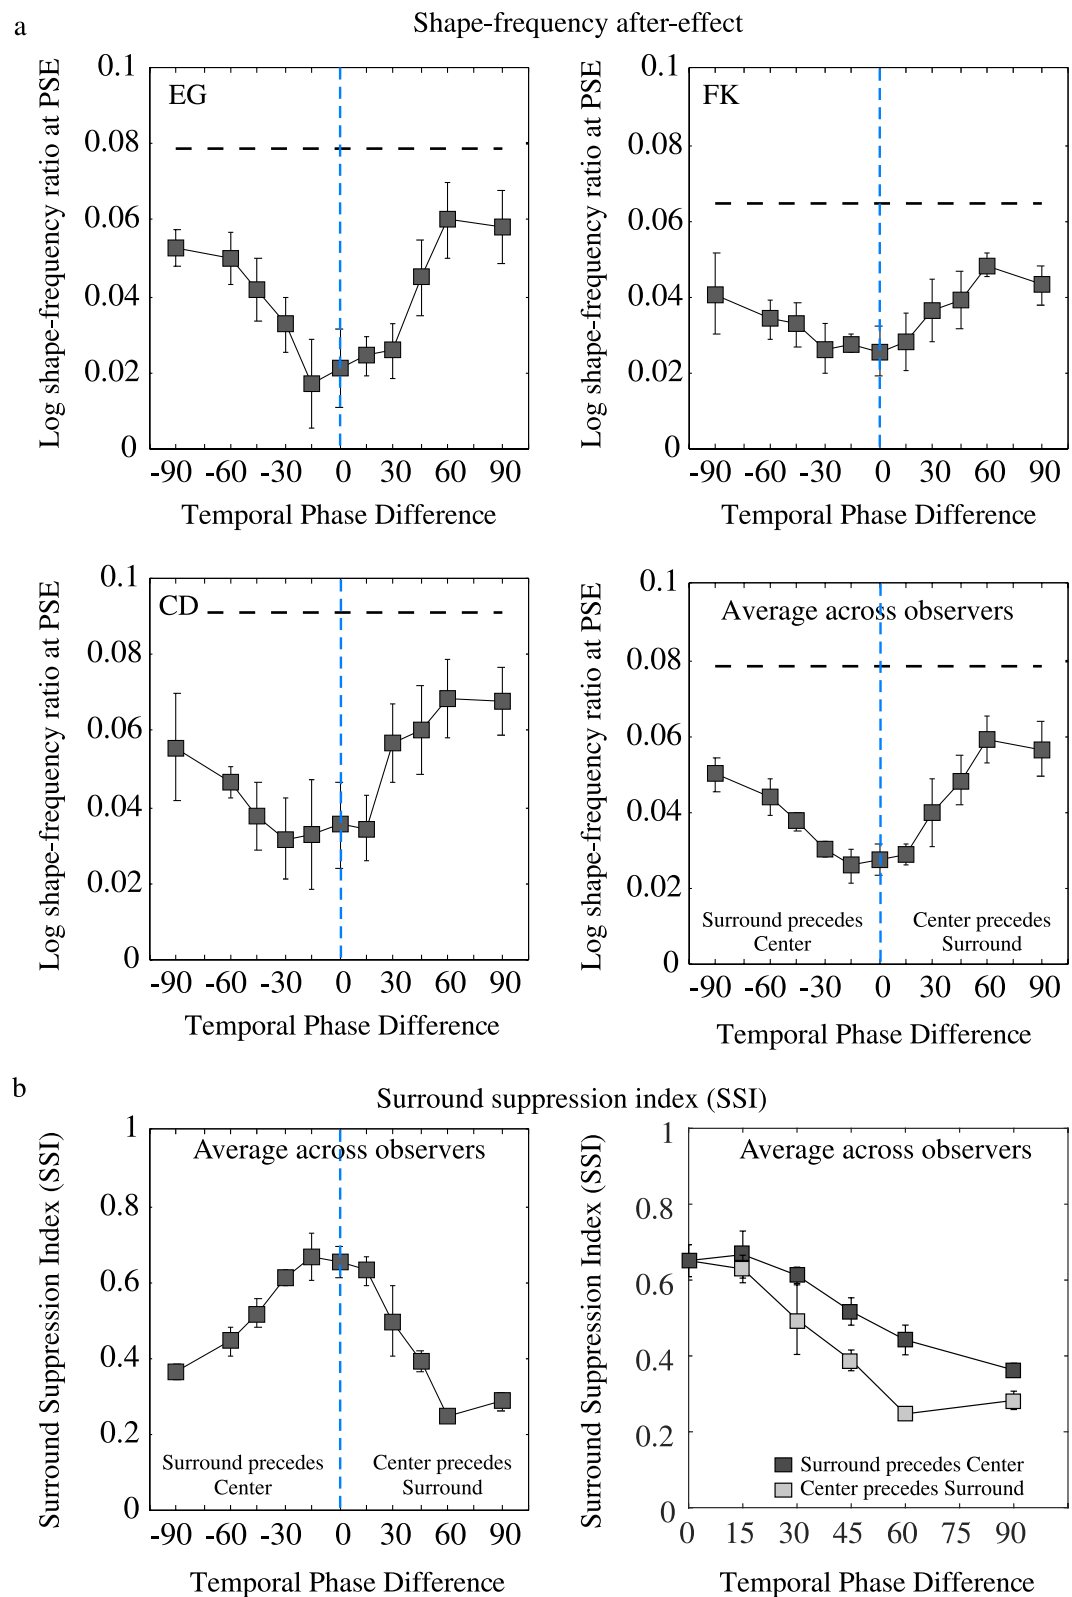 a
Shape-frequency after-effect
EG
Log shape-frequency ratio at PSE
0.1
0.08
0.06
0.04
0.02
0
-90 -60 -30 0 30 60 90
Temporal Phase Difference
FK
Log shape-frequency ratio at PSE
0.1
0.08
0.06
0.04
0.02
0
-90 -60 -30 0 30 60 90
Temporal Phase Difference
CD
Log shape-frequency ratio at PSE
0.1
0.08
0.06
0.04
0.02
0
-90 -60 -30 0 30 60 90
Temporal Phase Difference
Average across observers
Log shape-frequency ratio at PSE
0.1
0.08
0.06
0.04
0.02
0
Surround precedes
Center
Center precedes
Surround
-90 -60 -30 0 30 60 90
Temporal Phase Difference
b
Surround suppression index (SSI)
Average across observers
Surround Suppression Index (SSI)
1
0.8
0.6
0.4
0.2
0
Surround precedes
Center
Center precedes
Surround
-90 -60 -30 0 30 60 90
Temporal Phase Difference
Average across observers
Surround Suppression Index (SSI)
1
0.8
0.6
0.4
0.2
0
Surround precedes Center
Center precedes Surround
0 15 30 45 60 75 90
Temporal Phase Difference